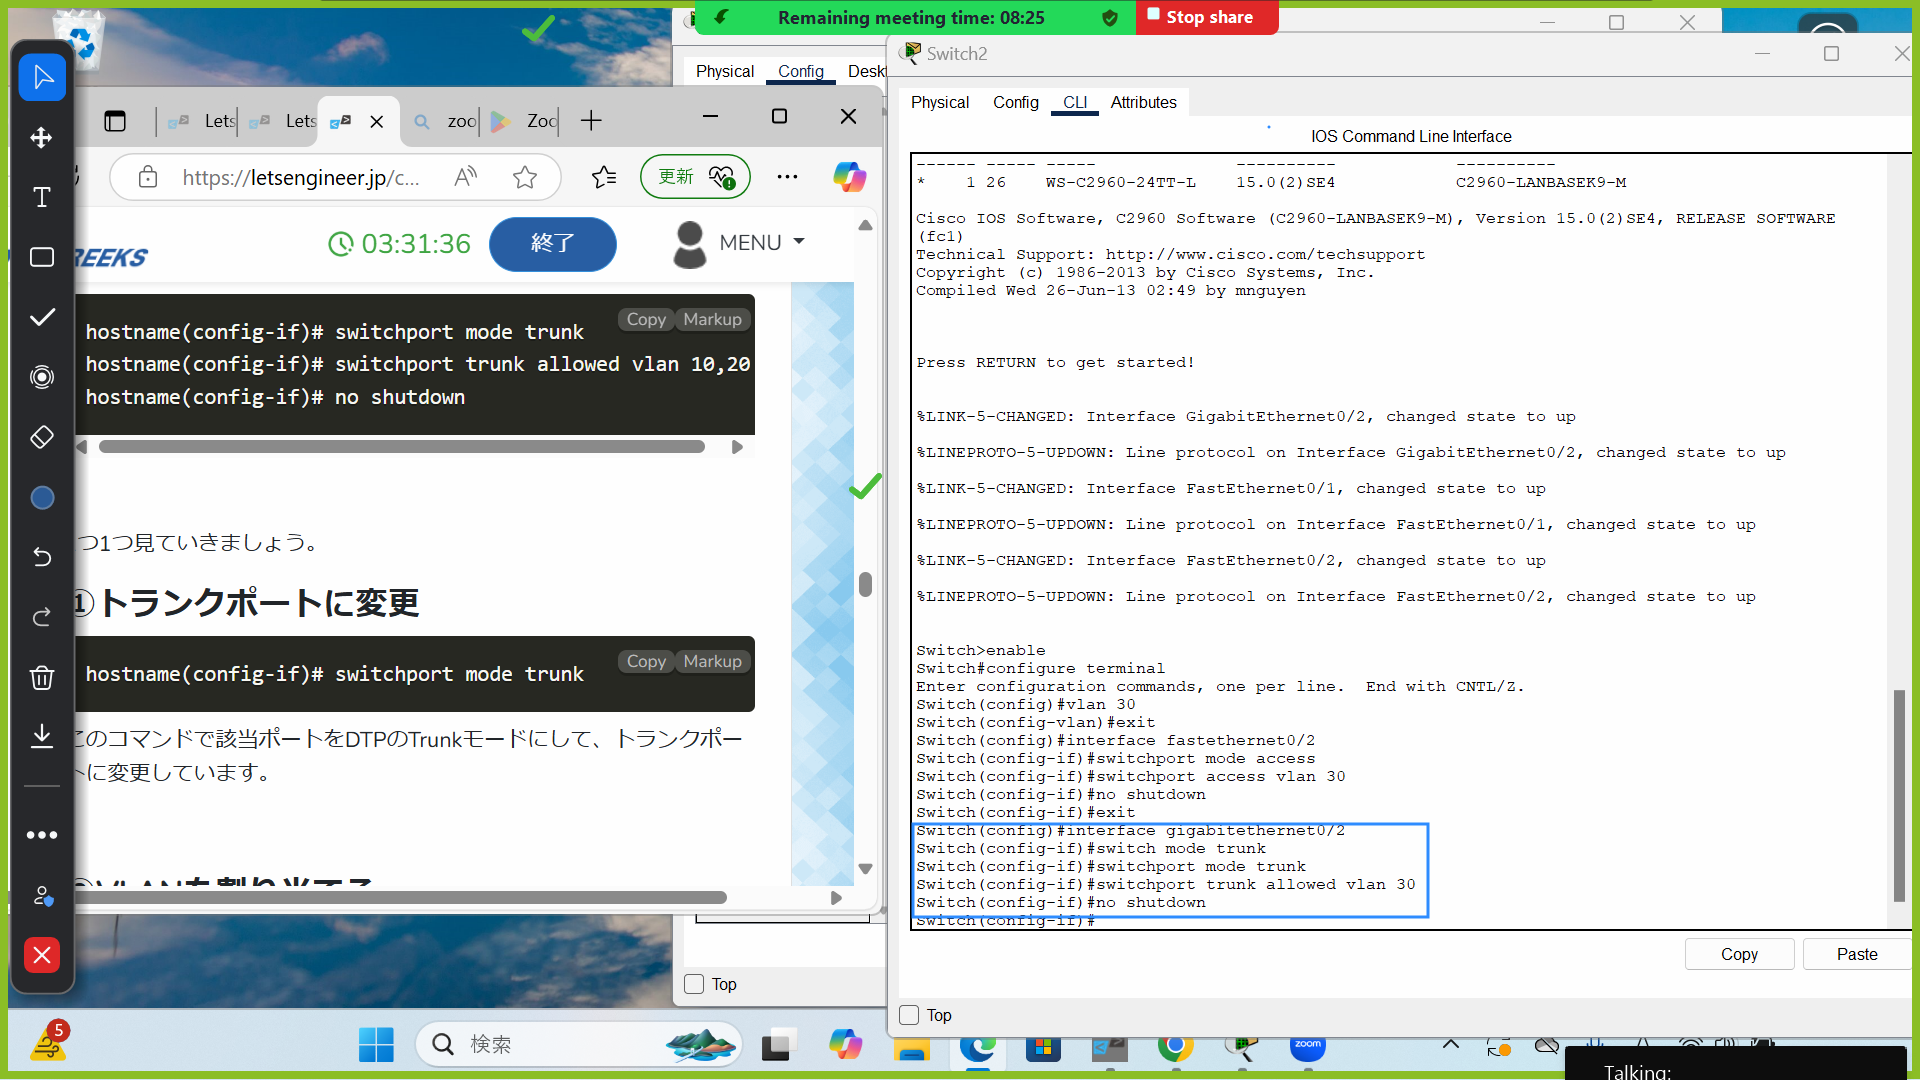 Remaining meeting time: 08:25
Stop share
Physical
Config
Switch2
Physical
Config
CLI
Attributes
IOS Command Line Interface
------ ----- ----- ---------- ----------
* 1 26 WS-C2960-24TT-L 15.0(2)SE4 C2960-LANBASEK9-M
Cisco IOS Software, C2960 Software (C2960-LANBASEK9-M), Version 15.0(2)SE4, RELEASE SOFTWARE
(fc1)
Technical Support: http://www.cisco.com/techsupport
Copyright (c) 1986-2013 by Cisco Systems, Inc.
Compiled Wed 26-Jun-13 02:49 by mnguyen
Press RETURN to get started!
%LINK-5-CHANGED: Interface GigabitEthernet0/2, changed state to up
%LINEPROTO-5-UPDOWN: Line protocol on Interface GigabitEthernet0/2, changed state to up
%LINK-5-CHANGED: Interface FastEthernet0/1, changed state to up
%LINEPROTO-5-UPDOWN: Line protocol on Interface FastEthernet0/1, changed state to up
%LINK-5-CHANGED: Interface FastEthernet0/2, changed state to up
%LINEPROTO-5-UPDOWN: Line protocol on Interface FastEthernet0/2, changed state to up
Switch>enable
Switch#configure terminal
Enter configuration commands, one per line.  End with CNTL/Z.
Switch(config)#vlan 30
Switch(config-vlan)#exit
Switch(config)#interface fastethernet0/2
Switch(config-if)#switchport mode access
Switch(config-if)#switchport access vlan 30
Switch(config-if)#no shutdown
Switch(config-if)#exit
Switch(config)#interface gigabitethernet0/2
Switch(config-if)#switch mode trunk
Switch(config-if)#switchport mode trunk
Switch(config-if)#switchport trunk allowed vlan 30
Switch(config-if)#no shutdown
Switch(config-if)#
Copy
Paste
Top
Lets
Lets
zoo
Zoo
https://letsengineer.jp/c...
更新
REEKS
03:31:36
終了
MENU
Copy
Markup
hostname(config-if)# switchport mode trunk
hostname(config-if)# switchport trunk allowed vlan 10,20
hostname(config-if)# no shutdown
つ1つ見ていきましょう。
①トランクポートに変更
Copy
Markup
hostname(config-if)# switchport mode trunk
このコマンドで該当ポートをDTPのTrunkモードにして、トランクポー
トに変更しています。
Top
5
検索
zoom
Talking: